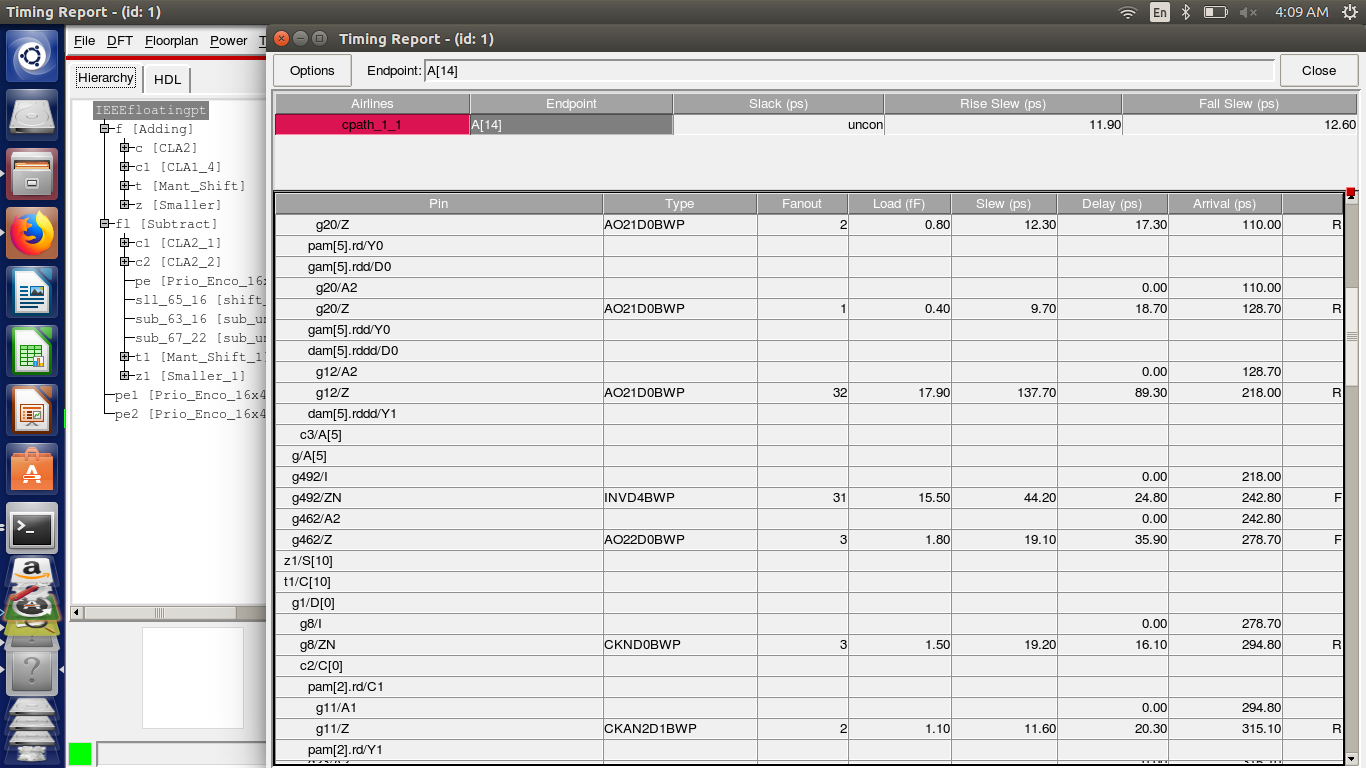 Timing Report - (id: 1)
En
4:09 AM
File DFT Floorplan Power
Hierarchy HDL
IEEEfloatingpt
f [Adding]
c [CLA2]
c1 [CLA1_4]
t [Mant_Shift]
z [Smaller]
f1 [Subtract]
c1 [CLA2_1]
c2 [CLA2_2]
pe [Prio_Enco_16x
sll_65_16 [shift_
sub_63_16 [sub_un
sub_67_22 [sub_un
t1 [Mant_Shift_1]
z1 [Smaller_1]
pe1 [Prio_Enco_16x4
pe2 [Prio_Enco_16x4
Timing Report - (id: 1)
Options Endpoint: A[14] Close
Airlines Endpoint Slack (ps) Rise Slew (ps) Fall Slew (ps)
cpath_1_1 A[14] uncon 11.90 12.60
Pin Type Fanout Load (fF) Slew (ps) Delay (ps) Arrival (ps)
g20/Z AO21D0BWP 2 0.80 12.30 17.30 110.00 R
pam[5].rd/Y0
gam[5].rdd/D0
g20/A2 0.00 110.00
g20/Z AO21D0BWP 1 0.40 9.70 18.70 128.70 R
gam[5].rdd/Y0
dam[5].rddd/D0
g12/A2 0.00 128.70
g12/Z AO21D0BWP 32 17.90 137.70 89.30 218.00 R
dam[5].rddd/Y1
c3/A[5]
g/A[5]
g492/I 0.00 218.00
g492/ZN INVD4BWP 31 15.50 44.20 24.80 242.80 F
g462/A2 0.00 242.80
g462/Z AO22D0BWP 3 1.80 19.10 35.90 278.70 F
z1/S[10]
t1/C[10]
g1/D[0]
g8/I 0.00 278.70
g8/ZN CKND0BWP 3 1.50 19.20 16.10 294.80 R
c2/C[0]
pam[2].rd/C1
g11/A1 0.00 294.80
g11/Z CKAN2D1BWP 2 1.10 11.60 20.30 315.10 R
pam[2].rd/Y1